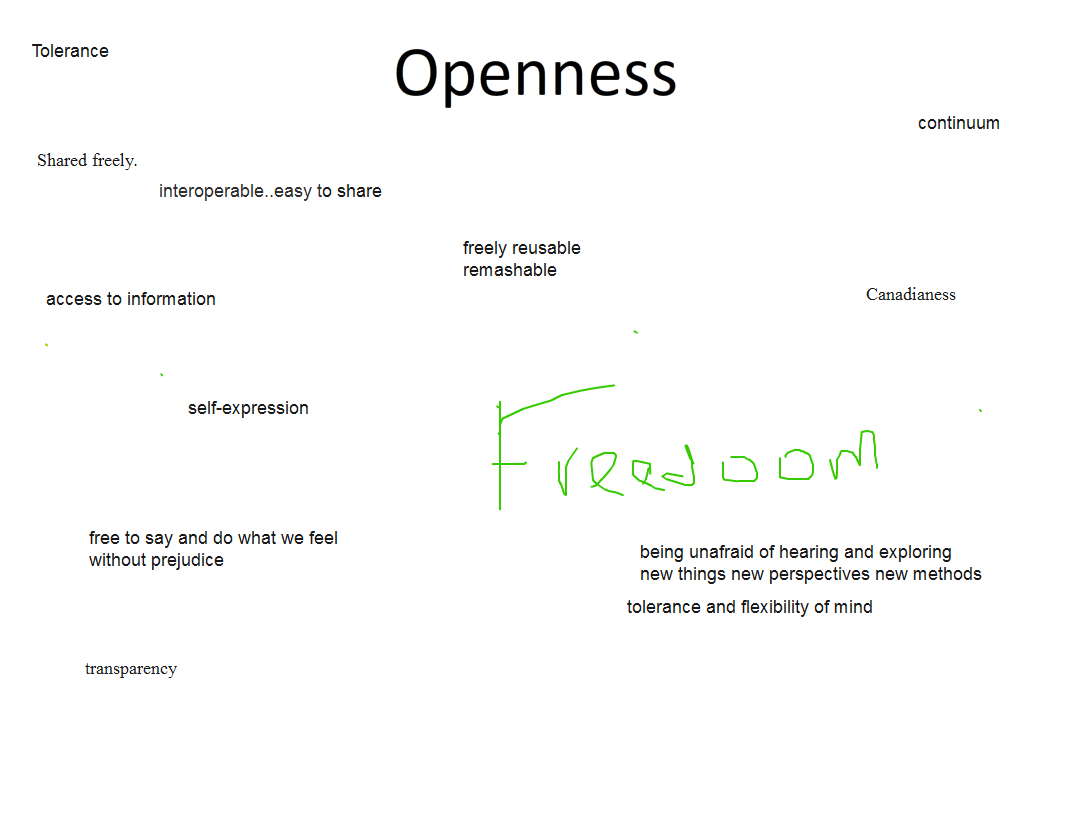 Tolerance
Openness
continuum
Shared freely.
interoperable..easy to share
freely reusable
remashable
access to information
Canadianess
self-expression
Freedoom
free to say and do what we feel
without prejudice
being unafraid of hearing and exploring
new things new perspectives new methods
tolerance and flexibility of mind
transparency